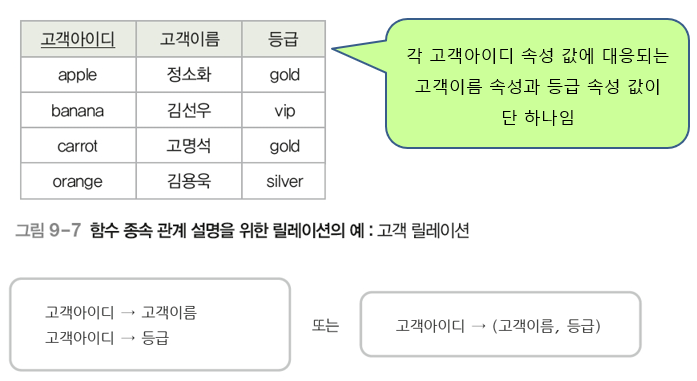 고객아이디 고객이름 등급
apple 정소화 gold
banana 김선우 vip
carrot 고명석 gold
orange 김용욱 silver
각 고객아이디 속성 값에 대응되는
고객이름 속성과 등급 속성 값이
단 하나임
그림 9-7 함수 종속 관계 설명을 위한 릴레이션의 예 : 고객 릴레이션
고객아이디 → 고객이름
고객아이디 → 등급
또는
고객아이디 → (고객이름, 등급)